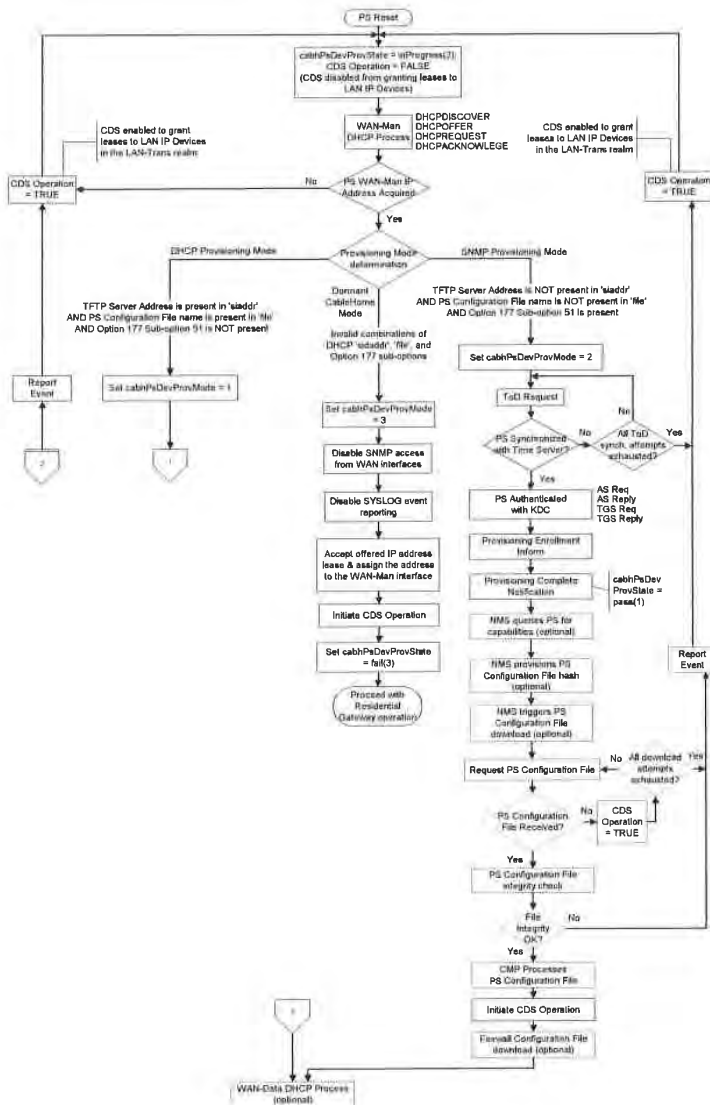 PS Reset
cabhPsDevProvState = inProgress(2)
CDS Operation = FALSE
(CDS disabled from granting leases to
LAN IP Devices)
WAN-Man
DHCP Process
DHCPDISCOVER
DHCPOFFER
DHCPREQUEST
DHCPACKNOWLEGE
CDS enabled to grant
leases to LAN IP Devices
in the LAN-Trans realm
CDS enabled to grant
leases to LAN IP Devices
in the LAN-Trans realm
CDS Operation
= TRUE
No
PS WAN-Man IP
Address Acquired
CDS Operation
= TRUE
Yes
DHCP Provisioning Mode
Provisioning Mode
determination
SNMP Provisioning Mode
TFTP Server Address is present in 'siaddr'
AND PS Configuration File name is present in 'file'
AND Option 177 Sub-option 51 is NOT present
Dormant
CableHome
Mode
Invalid combinations of
DHCP 'siaddr', 'file', and
Option 177 sub-options
TFTP Server Address is NOT present in 'siaddr'
AND PS Configuration File name is NOT present in 'file'
AND Option 177 Sub-option 51 is present
Report
Event
Set cabhPsDevProvMode = 1
Set cabhPsDevProvMode = 2
2
1
Set cabhPsDevProvMode
= 3
ToD Request
No
PS Synchronized
with Time Server?
No
All ToD
synch. attempts
exhausted?
Yes
Disable SNMP access
from WAN interfaces
Yes
Disable SYSLOG event
reporting
PS Authenticated
with KDC
AS Req
AS Reply
TGS Req
TGS Reply
Accept offered IP address
lease & assign the address
to the WAN-Man interface
Provisioning Enrollment
Inform
Provisioning Complete
Notification
cabhPsDev
ProvState =
pass(1)
Initiate CDS Operation
NMS queries PS for
capabilities (optional)
Set cabhPsDevProvState
= fail(3)
NMS provisions PS
Configuration File hash
(optional)
Report
Event
Proceed with
Residential
Gateway operation
NMS triggers PS
Configuration File
download (optional)
Request PS Configuration File
No
All download
attempts
exhausted?
Yes
PS Configuration
File Received?
No
CDS
Operation
= TRUE
Yes
PS Configuration File
integrity check
File
Integrity
OK?
No
Yes
CMP Processes
PS Configuration File
Initiate CDS Operation
Firewall Configuration File
download (optional)
WAN-Data DHCP Process
(optional)